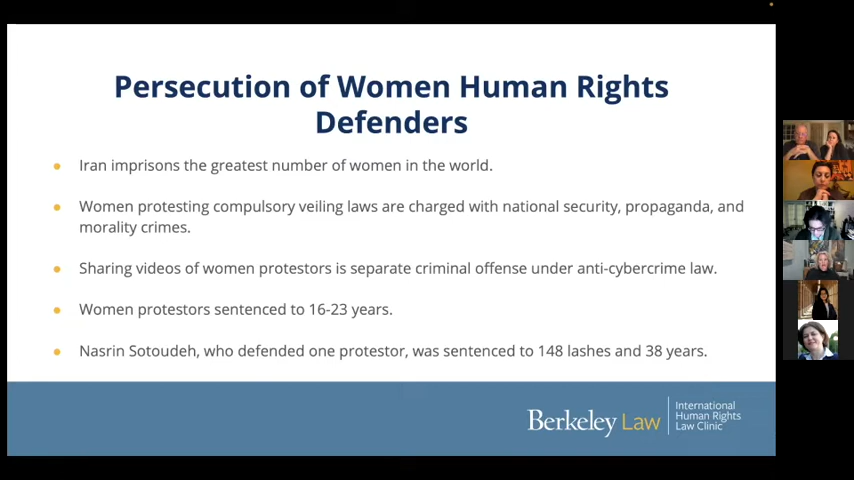 Persecution of Women Human Rights
Defenders
Iran imprisons the greatest number of women in the world.
Women protesting compulsory veiling laws are charged with national security, propaganda, and
morality crimes.
Sharing videos of women protestors is separate criminal offense under anti-cybercrime law.
Women protestors sentenced to 16-23 years.
Nasrin Sotoudeh, who defended one protestor, was sentenced to 148 lashes and 38 years.
Berkeley Law
International
Human Rights
Law Clinic